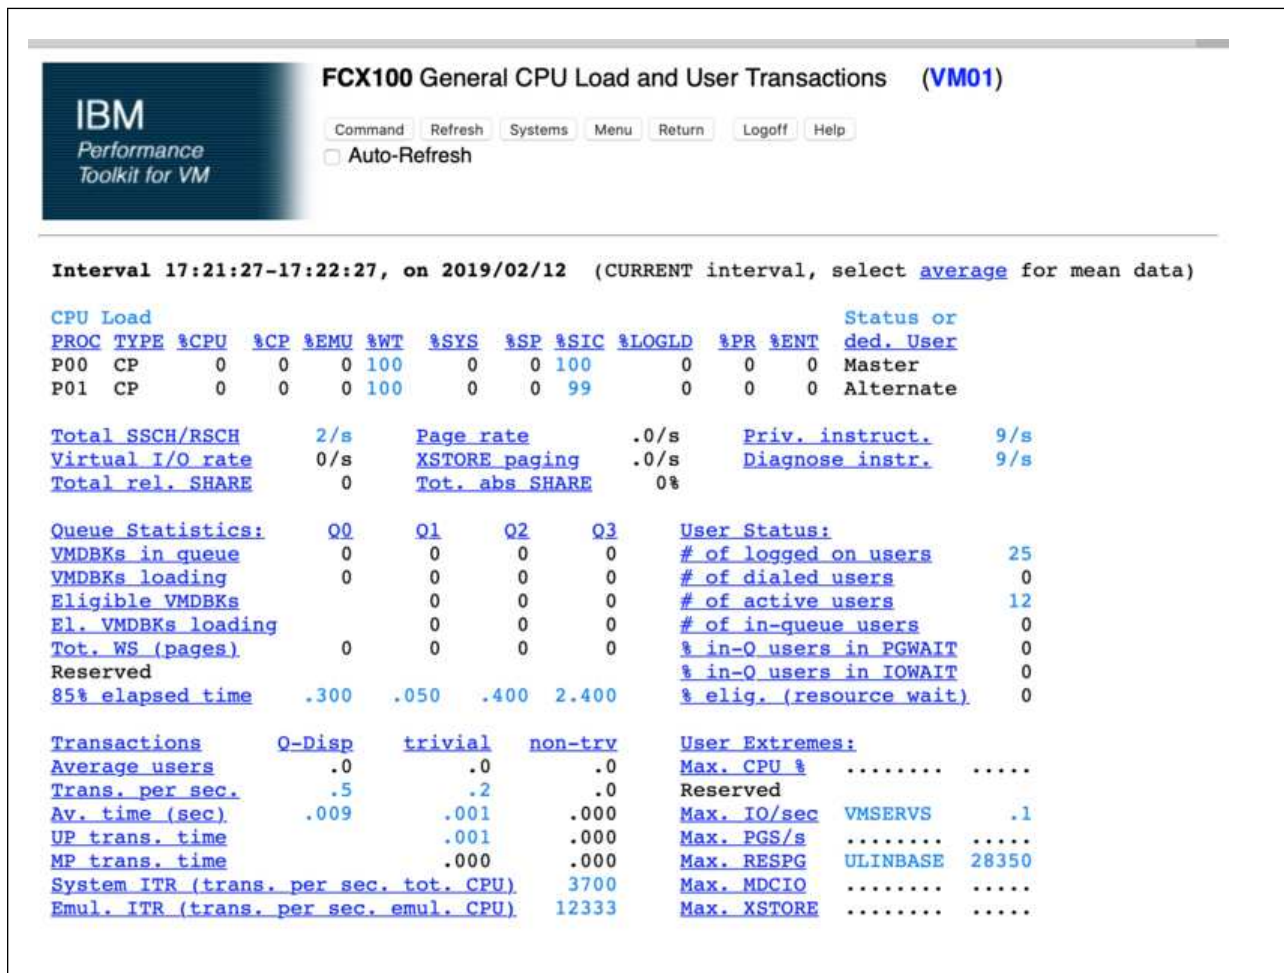 IBM
Performance
Toolkit for VM
FCX100 General CPU Load and User Transactions (VM01)
Command Refresh Systems Menu Return Logoff Help
Auto-Refresh
Interval 17:21:27-17:22:27, on 2019/02/12 (CURRENT interval, select average for mean data)
CPU Load Status or
PROC TYPE %CPU %CP %EMU %WT %SYS %SP %SIC %LOGLD %PR %ENT ded. User
P00 CP 0 0 0 100 0 0 100 0 0 0 Master
P01 CP 0 0 0 100 0 0 99 0 0 0 Alternate
Total SSCH/RSCH 2/s Page rate .0/s Priv. instruct. 9/s
Virtual I/O rate 0/s XSTORE paging .0/s Diagnose instr. 9/s
Total rel. SHARE 0 Tot. abs SHARE 0%
Queue Statistics: Q0 Q1 Q2 Q3 User Status:
VMDBKs in queue 0 0 0 0 # of logged on users 25
VMDBKs loading 0 0 0 0 # of dialed users 0
Eligible VMDBKs 0 0 0 # of active users 12
El. VMDBKs loading 0 0 0 # of in-queue users 0
Tot. WS (pages) 0 0 0 0 % in-Q users in PGWAIT 0
Reserved % in-Q users in IOWAIT 0
85% elapsed time .300 .050 .400 2.400 % elig. (resource wait) 0
Transactions Q-Disp trivial non-trv User Extremes:
Average users .0 .0 .0 Max. CPU % ........ .....
Trans. per sec. .5 .2 .0 Reserved
Av. time (sec) .009 .001 .000 Max. IO/sec VMSERVS .1
UP trans. time .001 .000 Max. PGS/s ........ .....
MP trans. time .000 .000 Max. RESPG ULINBASE 28350
System ITR (trans. per sec. tot. CPU) 3700 Max. MDCIO ........ .....
Emul. ITR (trans. per sec. emul. CPU) 12333 Max. XSTORE ........ .....